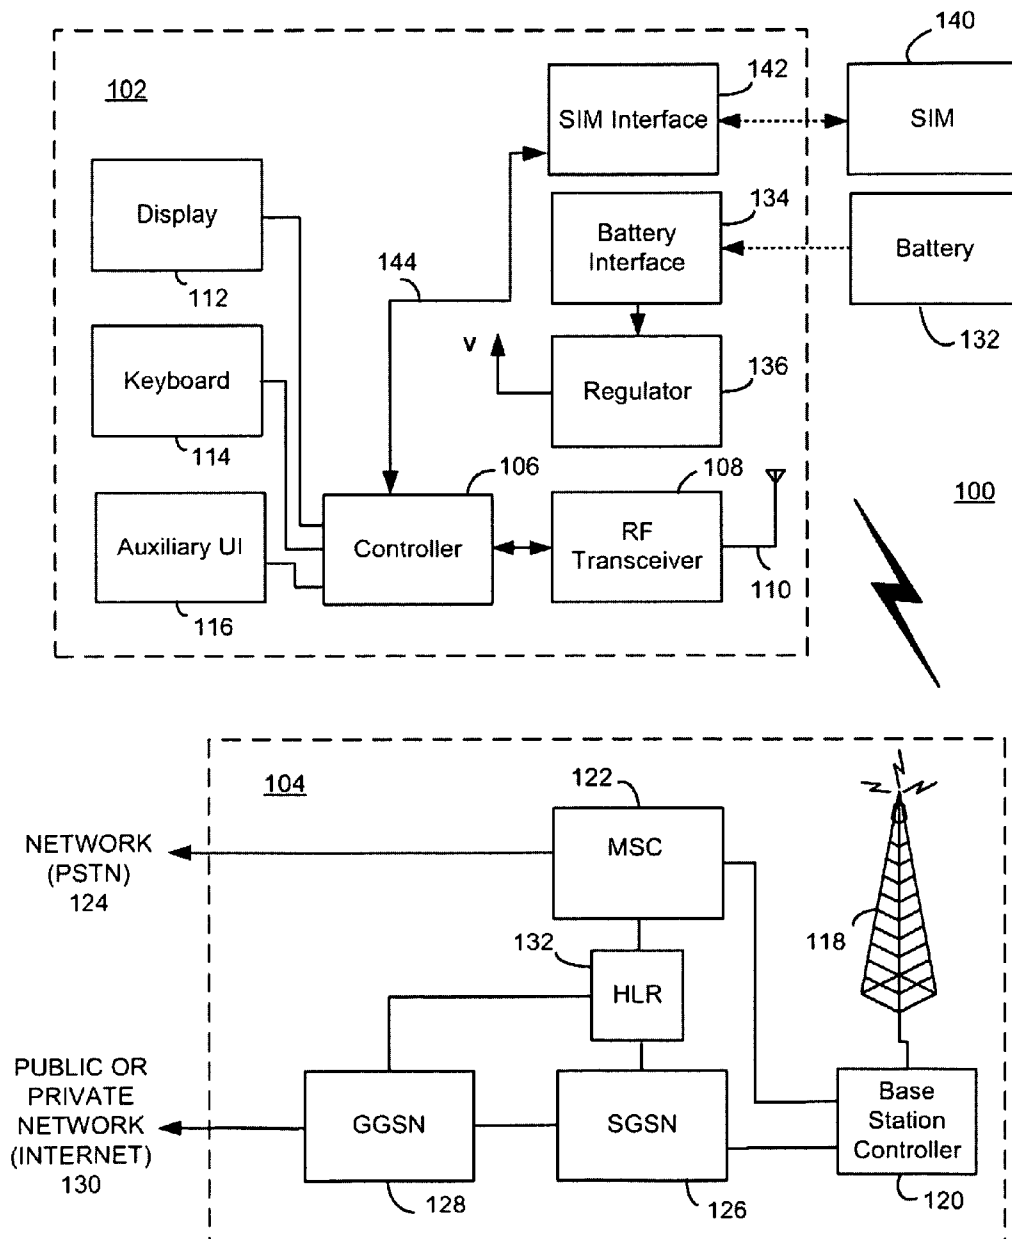 140
102
142
SIM Interface
SIM
134
Display
Battery
Interface
Battery
144
112
132
V
136
Keyboard
Regulator
114
106
108
100
Auxiliary UI
Controller
RF
Transceiver
110
116
104
122
NETWORK
(PSTN)
124
MSC
118
132
HLR
PUBLIC OR
PRIVATE
NETWORK
(INTERNET)
130
GGSN
SGSN
Base
Station
Controller
128
126
120